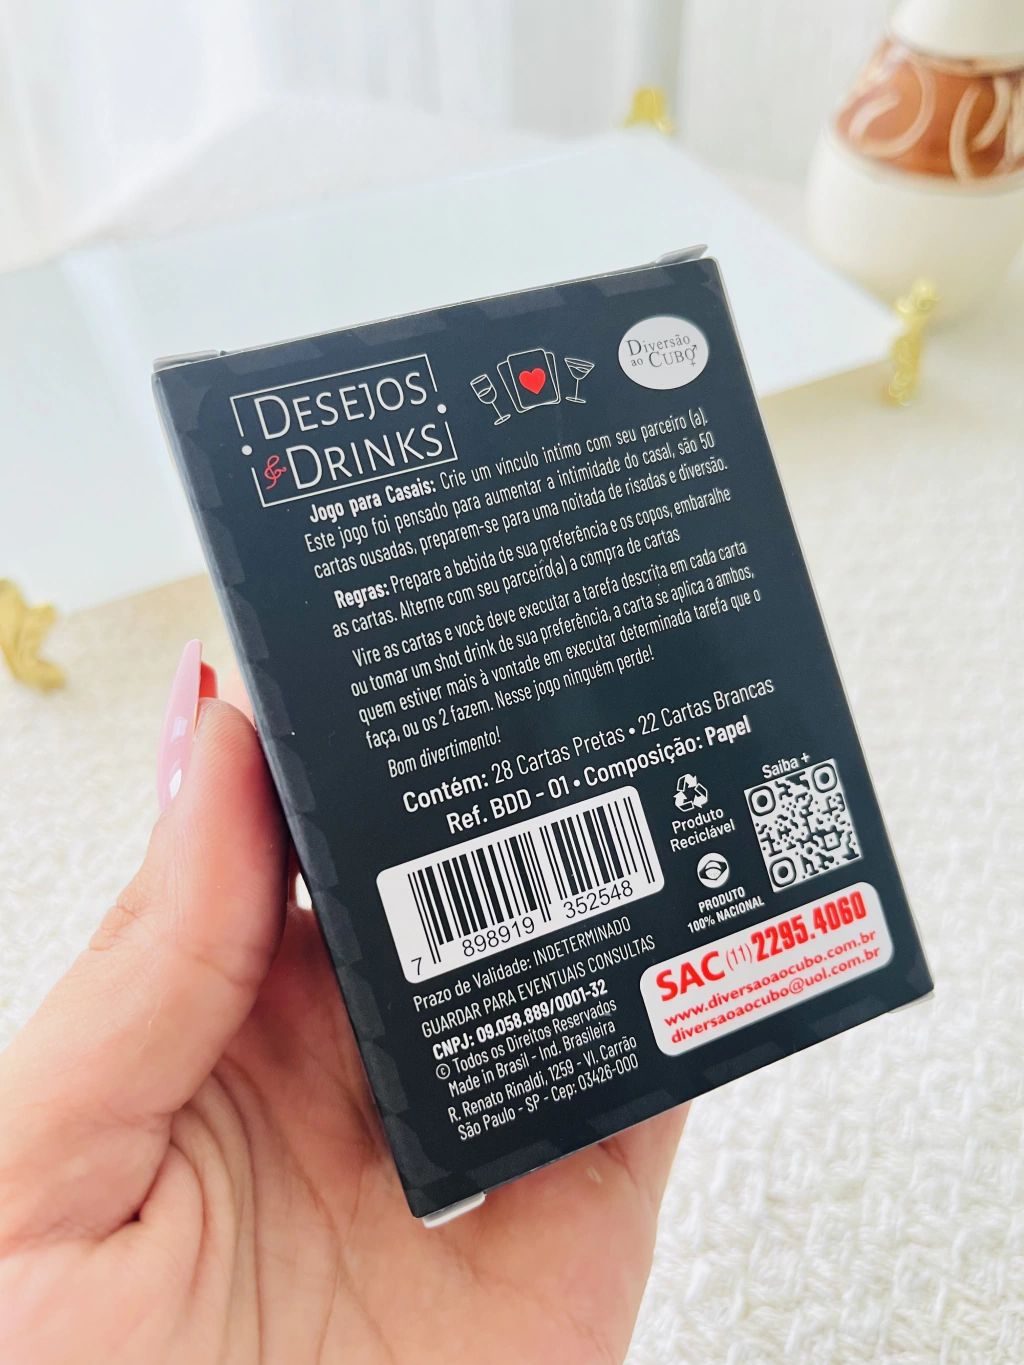 DESEJOS
& DRINKS
Diversão
ao CUBO
Jogo para Casais: Crie um vínculo intimo com seu parceiro (a).
Este jogo foi pensado para aumentar a intimidade do casal, são 50
cartas ousadas, preparem-se para uma noitada de risadas e diversão.
Regras: Prepare a bebida de sua preferência e os copos, embaralhe
as cartas. Alterne com seu parceiro(a) a compra de cartas
Vire as cartas e você deve executar a tarefa descrita em cada carta
ou tomar um shot drink de sua preferência, a carta se aplica a ambos,
quem estiver mais à vontade em executar determinada tarefa que o
faça, ou os 2 fazem. Nesse jogo ninguém perde!
Bom divertimento!
Contém: 28 Cartas Pretas • 22 Cartas Brancas
Ref. BDD - 01 • Composição: Papel
7 898919 352548
Produto
Reciclável
PRODUTO
100% NACIONAL
Saiba +
Prazo de Validade: INDETERMINADO
GUARDAR PARA EVENTUAIS CONSULTAS
CNPJ: 09.058.889/0001-32
© Todos os Direitos Reservados
Made in Brasil - Ind. Brasileira
R. Renato Rinaldi, 1259 - Vl. Carrão
São Paulo - SP - Cep: 03426-000
SAC (11) 2295.4060
www.diversaoaocubo.com.br
diversaoaocubo@uol.com.br